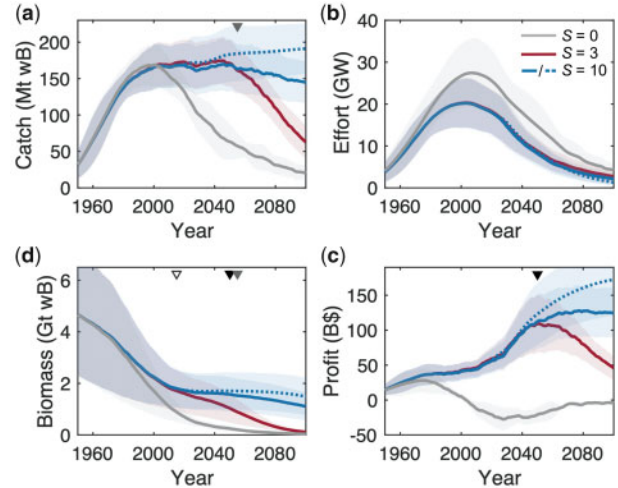 (a)
200
150
100
50
0
Catch (Mt wB)
1960 2000 2040 2080
Year
(b)
40
30
20
10
0
Effort (GW)
S = 0
S = 3
/ S = 10
1960 2000 2040 2080
Year
(d)
6
4
2
0
Biomass (Gt wB)
1960 2000 2040 2080
Year
(c)
150
100
50
0
-50
Profit (B$)
1960 2000 2040 2080
Year